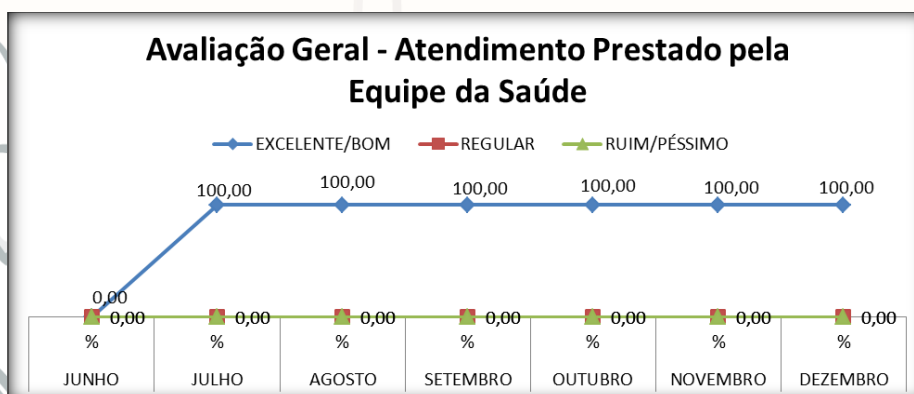 Avaliação Geral - Atendimento Prestado pela
Equipe da Saúde
EXCELENTE/BOM REGULAR RUIM/PÉSSIMO
100,00 100,00 100,00 100,00 100,00 100,00
0,00
0,00 0,00 0,00 0,00 0,00 0,00 0,00
% % % % % % %
JUNHO JULHO AGOSTO SETEMBRO OUTUBRO NOVEMBRO DEZEMBRO